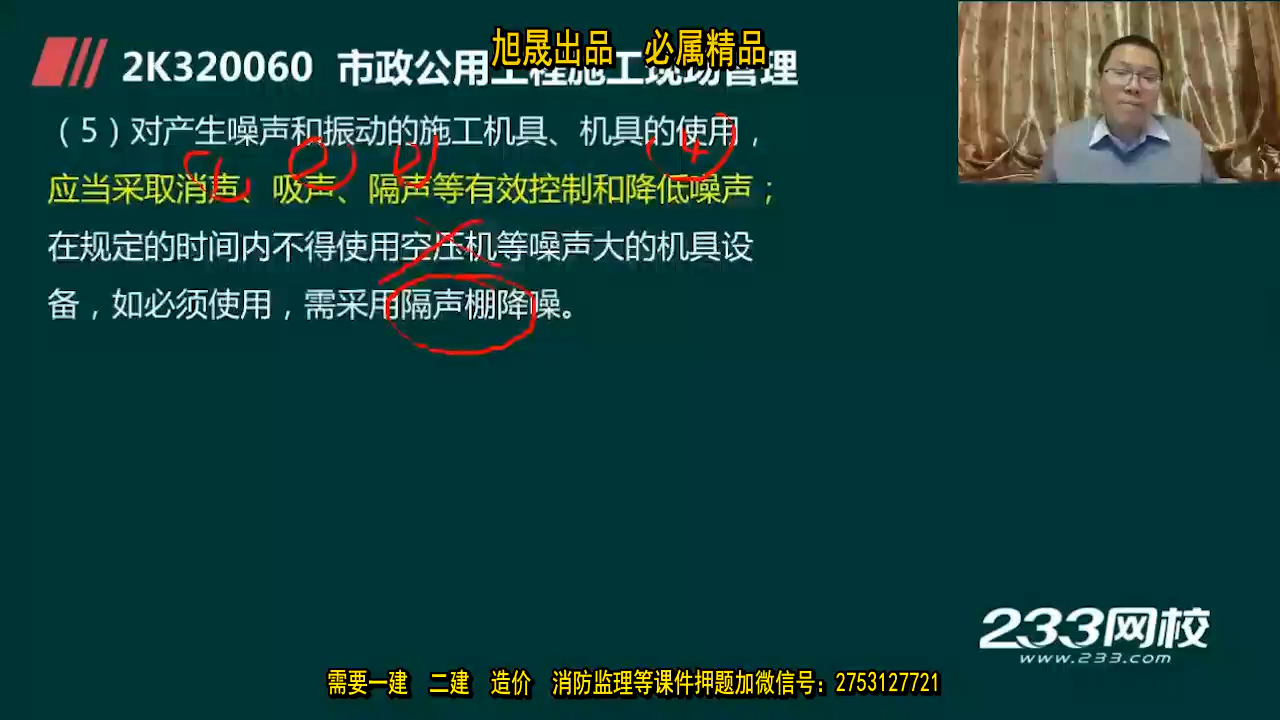 旭晟出品 必属精品
2K320060 市政公用工程施工现场管理
（5）对产生噪声和振动的施工机具、机具的使用，
应当采取消声、吸声、隔声等有效控制和降低噪声；
在规定的时间内不得使用空压机等噪声大的机具设
备，如必须使用，需采用隔声棚降噪。
233网校
www.233.com
需要一建 二建 造价 消防监理等课件押题加微信号：2753127721